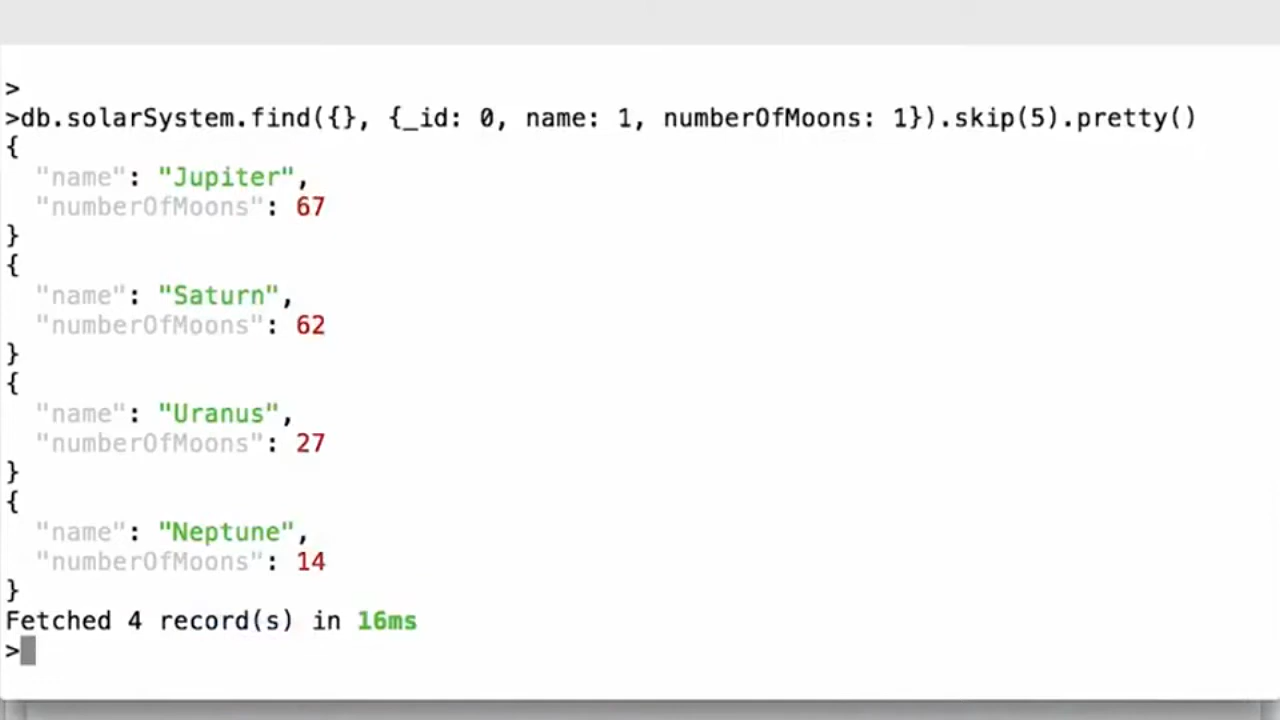 >
>db.solarSystem.find({}, {_id: 0, name: 1, numberOfMoons: 1}).skip(5).pretty()
{
  "name": "Jupiter",
  "numberOfMoons": 67
}
{
  "name": "Saturn",
  "numberOfMoons": 62
}
{
  "name": "Uranus",
  "numberOfMoons": 27
}
{
  "name": "Neptune",
  "numberOfMoons": 14
}
Fetched 4 record(s) in 16ms
>